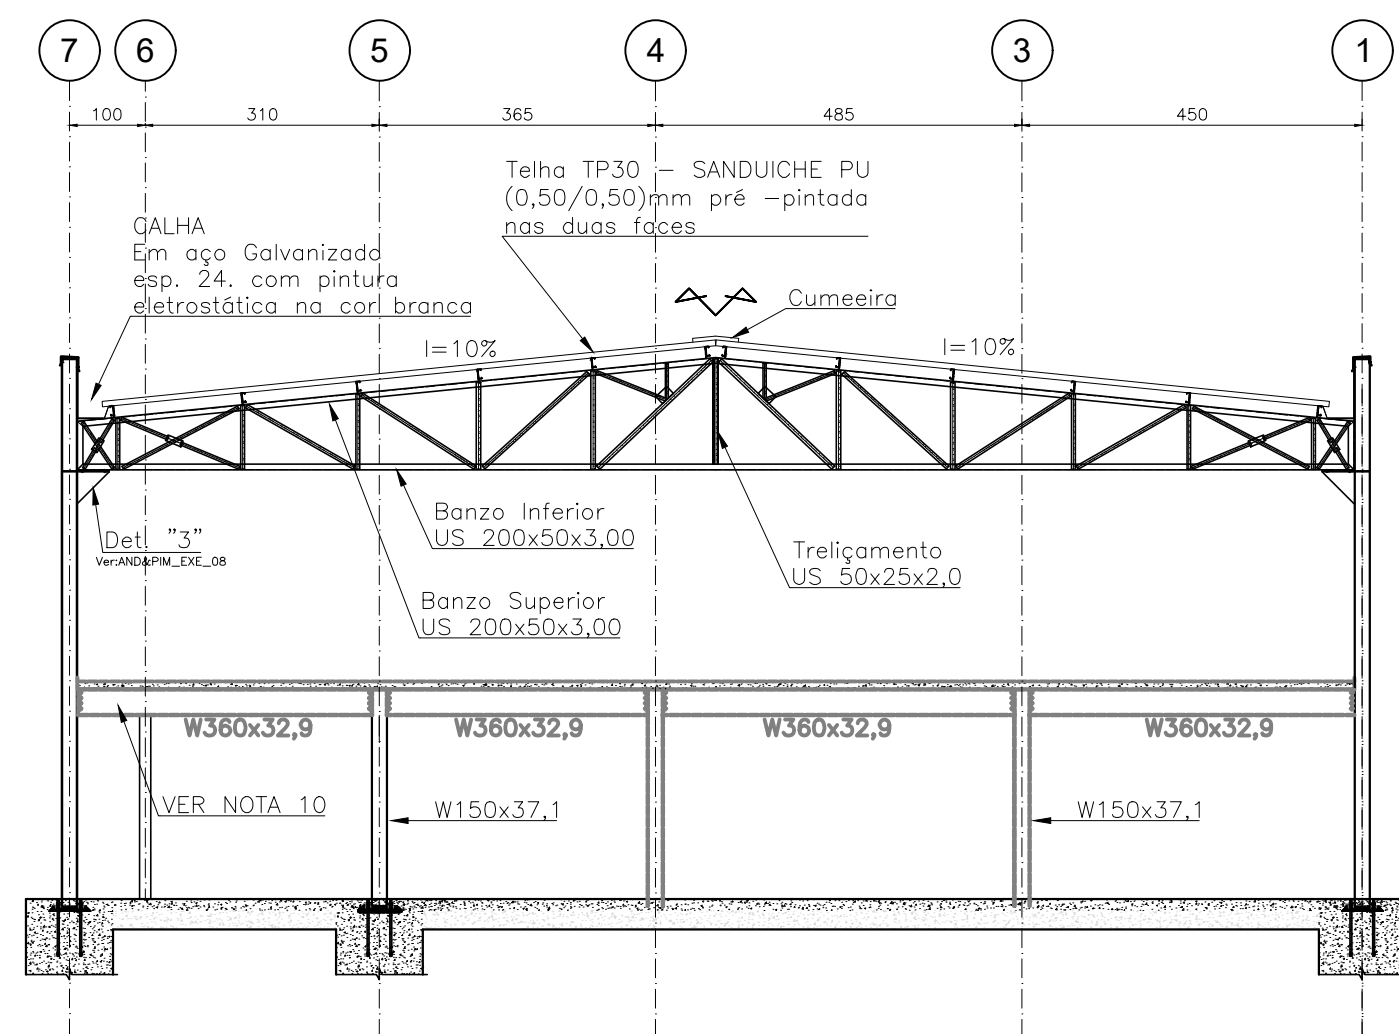 7 6 5 4 3 1
100 310 365 485 450
Telha TP30 - SANDUICHE PU
(0,50/0,50)mm pré -pintada
nas duas faces
CALHA
Em aço Galvanizado
esp. 24. com pintura
eletrostática na cor branca
Cumeeira
I=10%
I=10%
Banzo Inferior
US 200x50x3,00
Det. "3"
Ver:AND&PIM_EXE_08
Treliçamento
US 50x25x2,0
Banzo Superior
US 200x50x3,00
W360x32,9 W360x32,9 W360x32,9 W360x32,9
VER NOTA 10
W150x37,1
W150x37,1